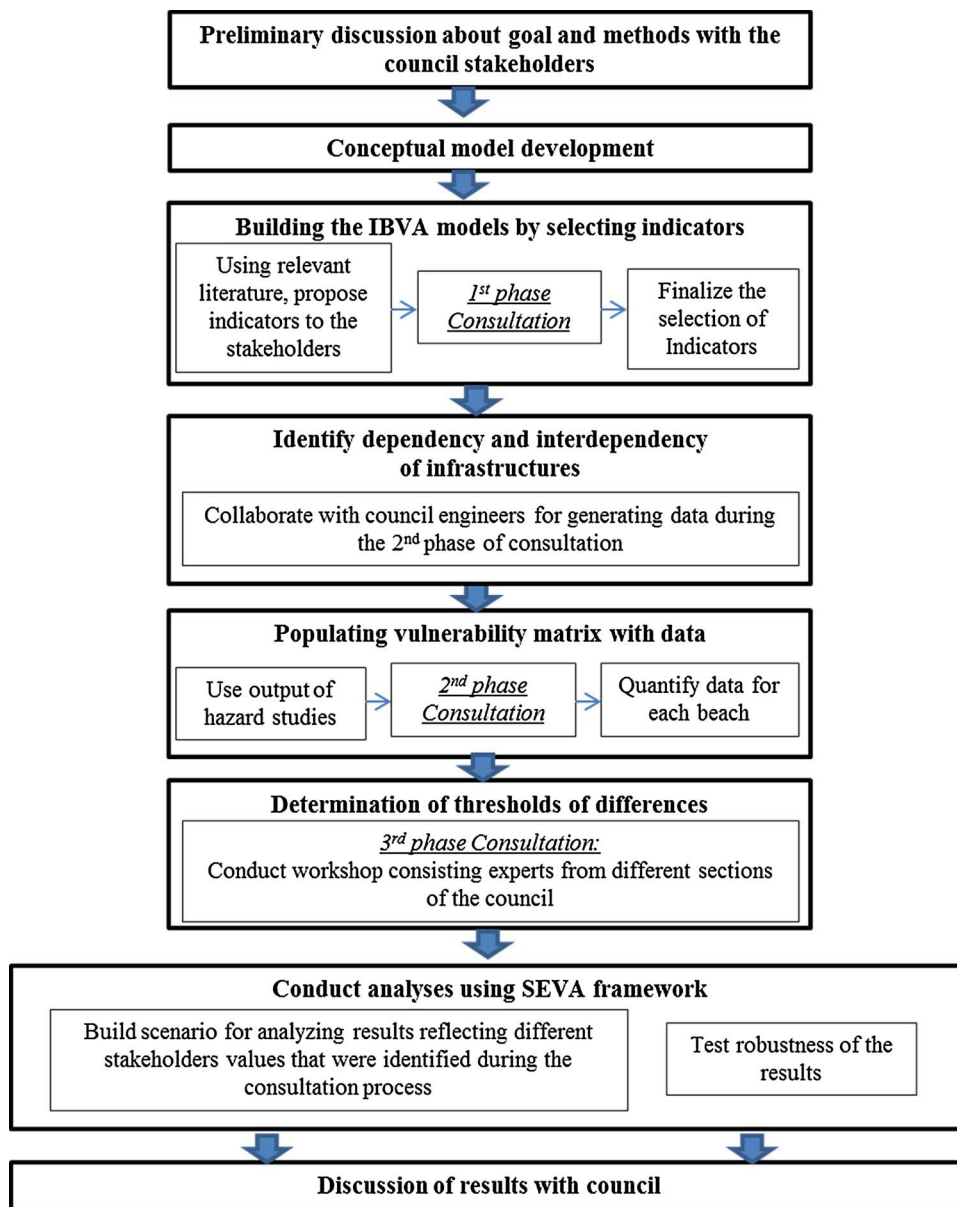 Preliminary discussion about goal and methods with the
council stakeholders
Conceptual model development
Building the IBVA models by selecting indicators
Using relevant
literature, propose
indicators to the
stakeholders
1st phase
Consultation
Finalize the
selection of
Indicators
Identify dependency and interdependency
of infrastructures
Collaborate with council engineers for generating data during
the 2nd phase of consultation
Populating vulnerability matrix with data
Use output of
hazard studies
2nd phase
Consultation
Quantify data for
each beach
Determination of thresholds of differences
3rd phase Consultation:
Conduct workshop consisting experts from different sections
of the council
Conduct analyses using SEVA framework
Build scenario for analyzing results reflecting different
stakeholders values that were identified during the
consultation process
Test robustness of the
results
Discussion of results with council